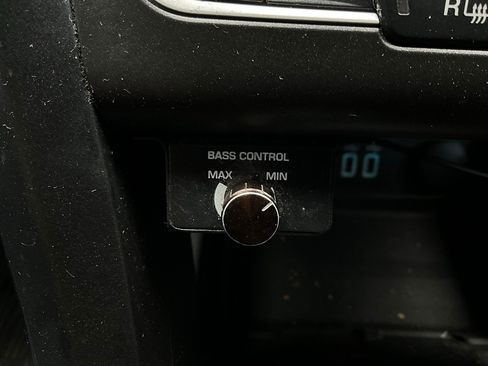 R
BASS CONTROL
MAX MIN
00